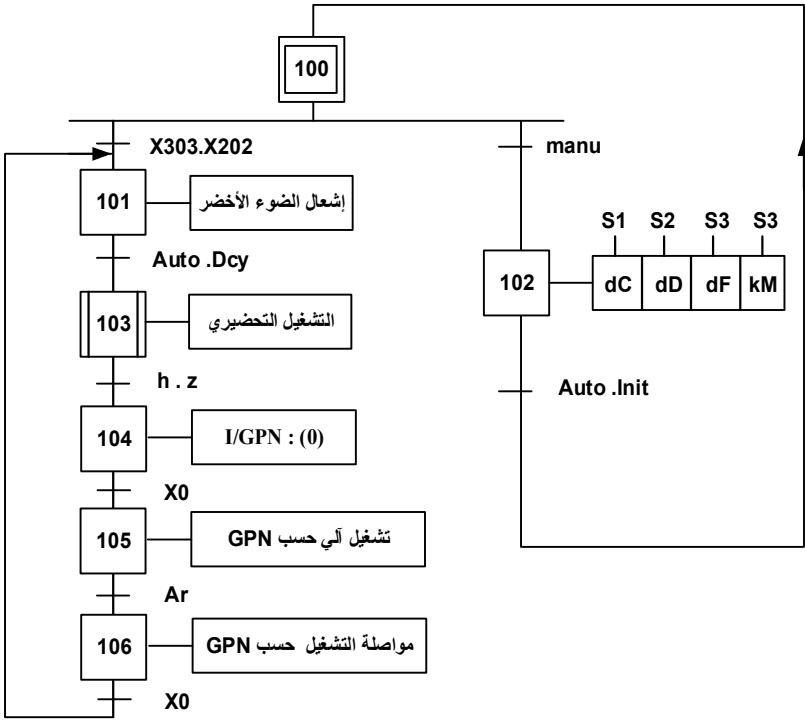 100
X303.X202
manu
101
إشعال الضوء الأخضر
S1 S2 S3 S3
Auto .Dcy
102
dC dD dF kM
103
التشغيل التحضيري
h . z
Auto .Init
104
I/GPN : (0)
X0
105
تشغيل آلي حسب GPN
Ar
106
مواصلة التشغيل حسب GPN
X0